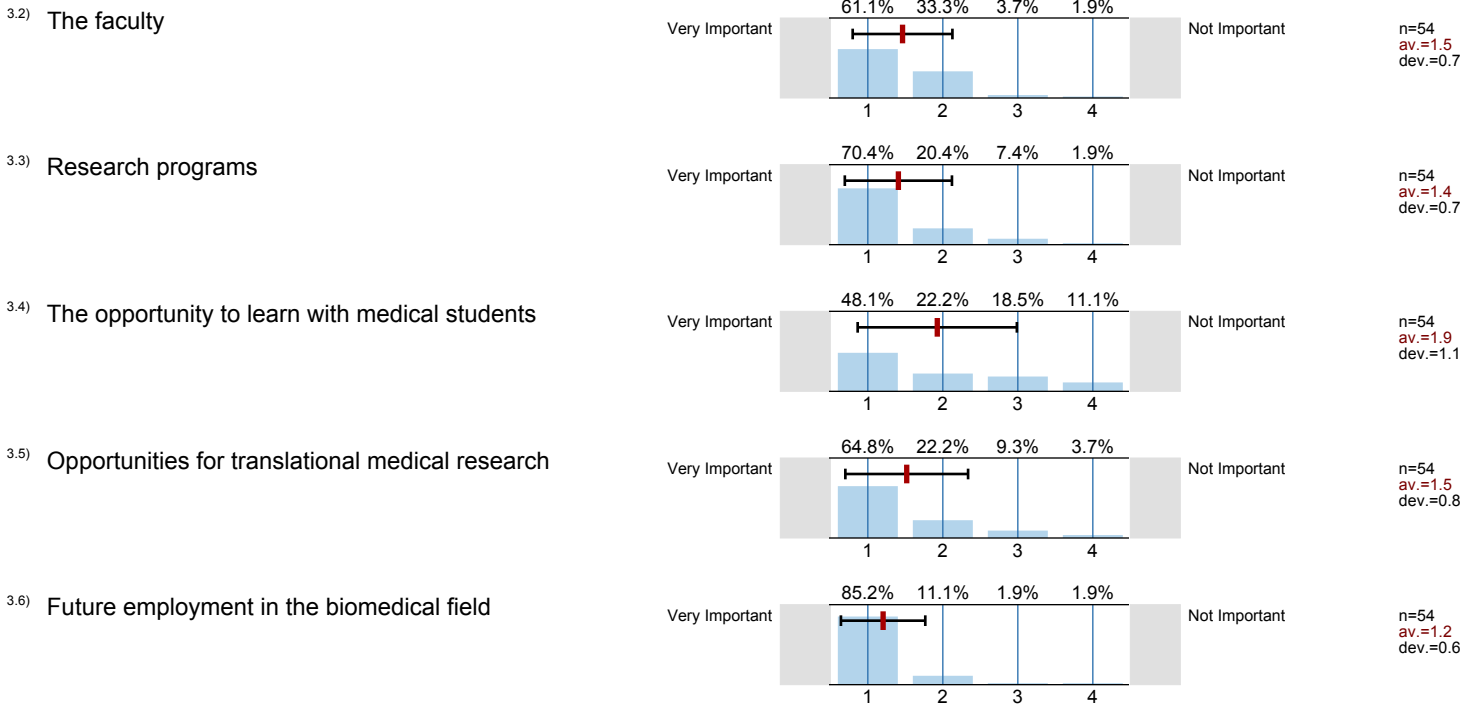 3.2) The faculty
Very Important
61.1% 33.3% 3.7% 1.9%
1 2 3 4
Not Important
n=54
av.=1.5
dev.=0.7
3.3) Research programs
Very Important
70.4% 20.4% 7.4% 1.9%
1 2 3 4
Not Important
n=54
av.=1.4
dev.=0.7
3.4) The opportunity to learn with medical students
Very Important
48.1% 22.2% 18.5% 11.1%
1 2 3 4
Not Important
n=54
av.=1.9
dev.=1.1
3.5) Opportunities for translational medical research
Very Important
64.8% 22.2% 9.3% 3.7%
1 2 3 4
Not Important
n=54
av.=1.5
dev.=0.8
3.6) Future employment in the biomedical field
Very Important
85.2% 11.1% 1.9% 1.9%
1 2 3 4
Not Important
n=54
av.=1.2
dev.=0.6